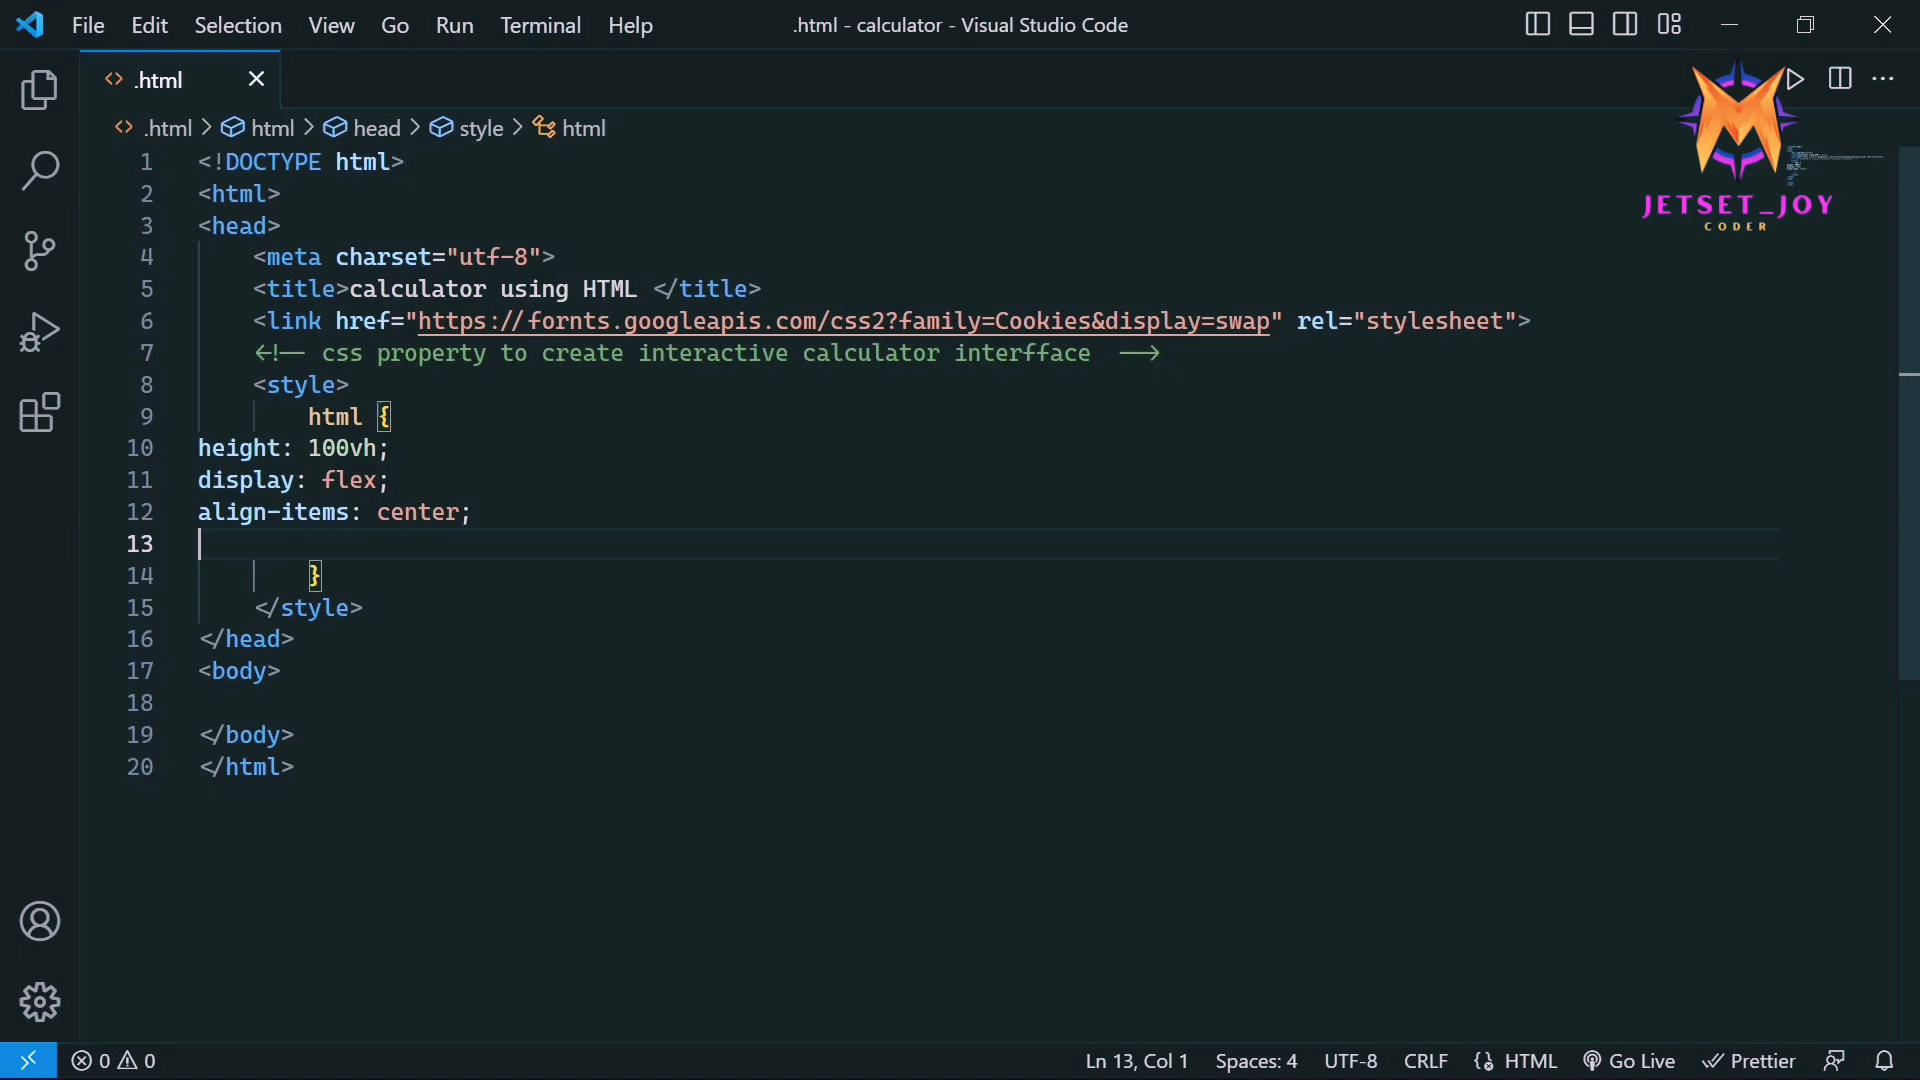 File Edit Selection View Go Run Terminal Help .html - calculator - Visual Studio Code
.html
.html > html > head > style > html
JETSET_JOY
CODER
1 <!DOCTYPE html>
2 <html>
3 <head>
4 <meta charset="utf-8">
5 <title>calculator using HTML </title>
6 <link href="https://fornts.googleapis.com/css2?family=Cookies&display=swap" rel="stylesheet">
7 <!-- css property to create interactive calculator interfface -->
8 <style>
9 html {
10 height: 100vh;
11 display: flex;
12 align-items: center;
13
14 }
15 </style>
16 </head>
17 <body>
18
19 </body>
20 </html>
0 0 Ln 13, Col 1 Spaces: 4 UTF-8 CRLF HTML Go Live Prettier